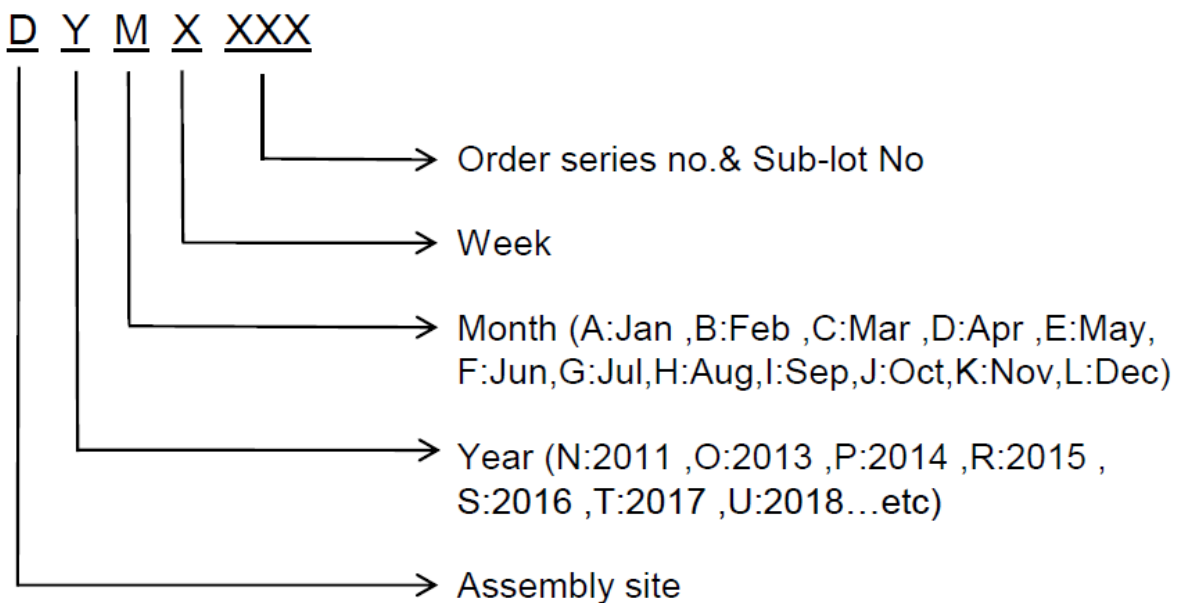 D Y M X XXX
Order series no.& Sub-lot No
Week
Month (A:Jan ,B:Feb ,C:Mar ,D:Apr ,E:May,
F:Jun,G:Jul,H:Aug,I:Sep,J:Oct,K:Nov,L:Dec)
Year (N:2011 ,O:2013 ,P:2014 ,R:2015 ,
S:2016 ,T:2017 ,U:2018…etc)
Assembly site